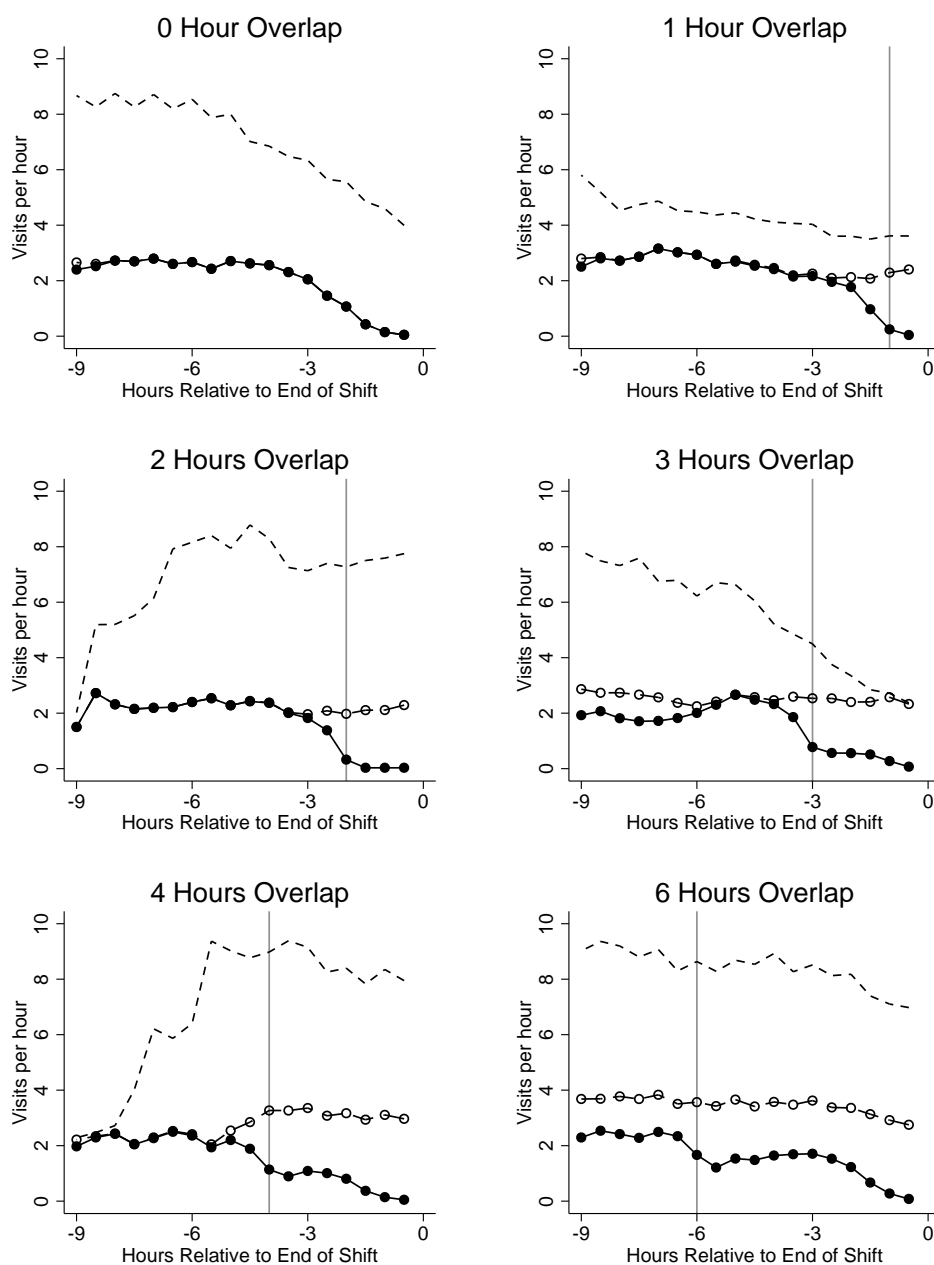 0 Hour Overlap
Visits per hour
0 2 4 6 8 10
-9 -6 -3 0
Hours Relative to End of Shift
1 Hour Overlap
Visits per hour
0 2 4 6 8 10
-9 -6 -3 0
Hours Relative to End of Shift
2 Hours Overlap
Visits per hour
0 2 4 6 8 10
-9 -6 -3 0
Hours Relative to End of Shift
3 Hours Overlap
Visits per hour
0 2 4 6 8 10
-9 -6 -3 0
Hours Relative to End of Shift
4 Hours Overlap
Visits per hour
0 2 4 6 8 10
-9 -6 -3 0
Hours Relative to End of Shift
6 Hours Overlap
Visits per hour
0 2 4 6 8 10
-9 -6 -3 0
Hours Relative to End of Shift